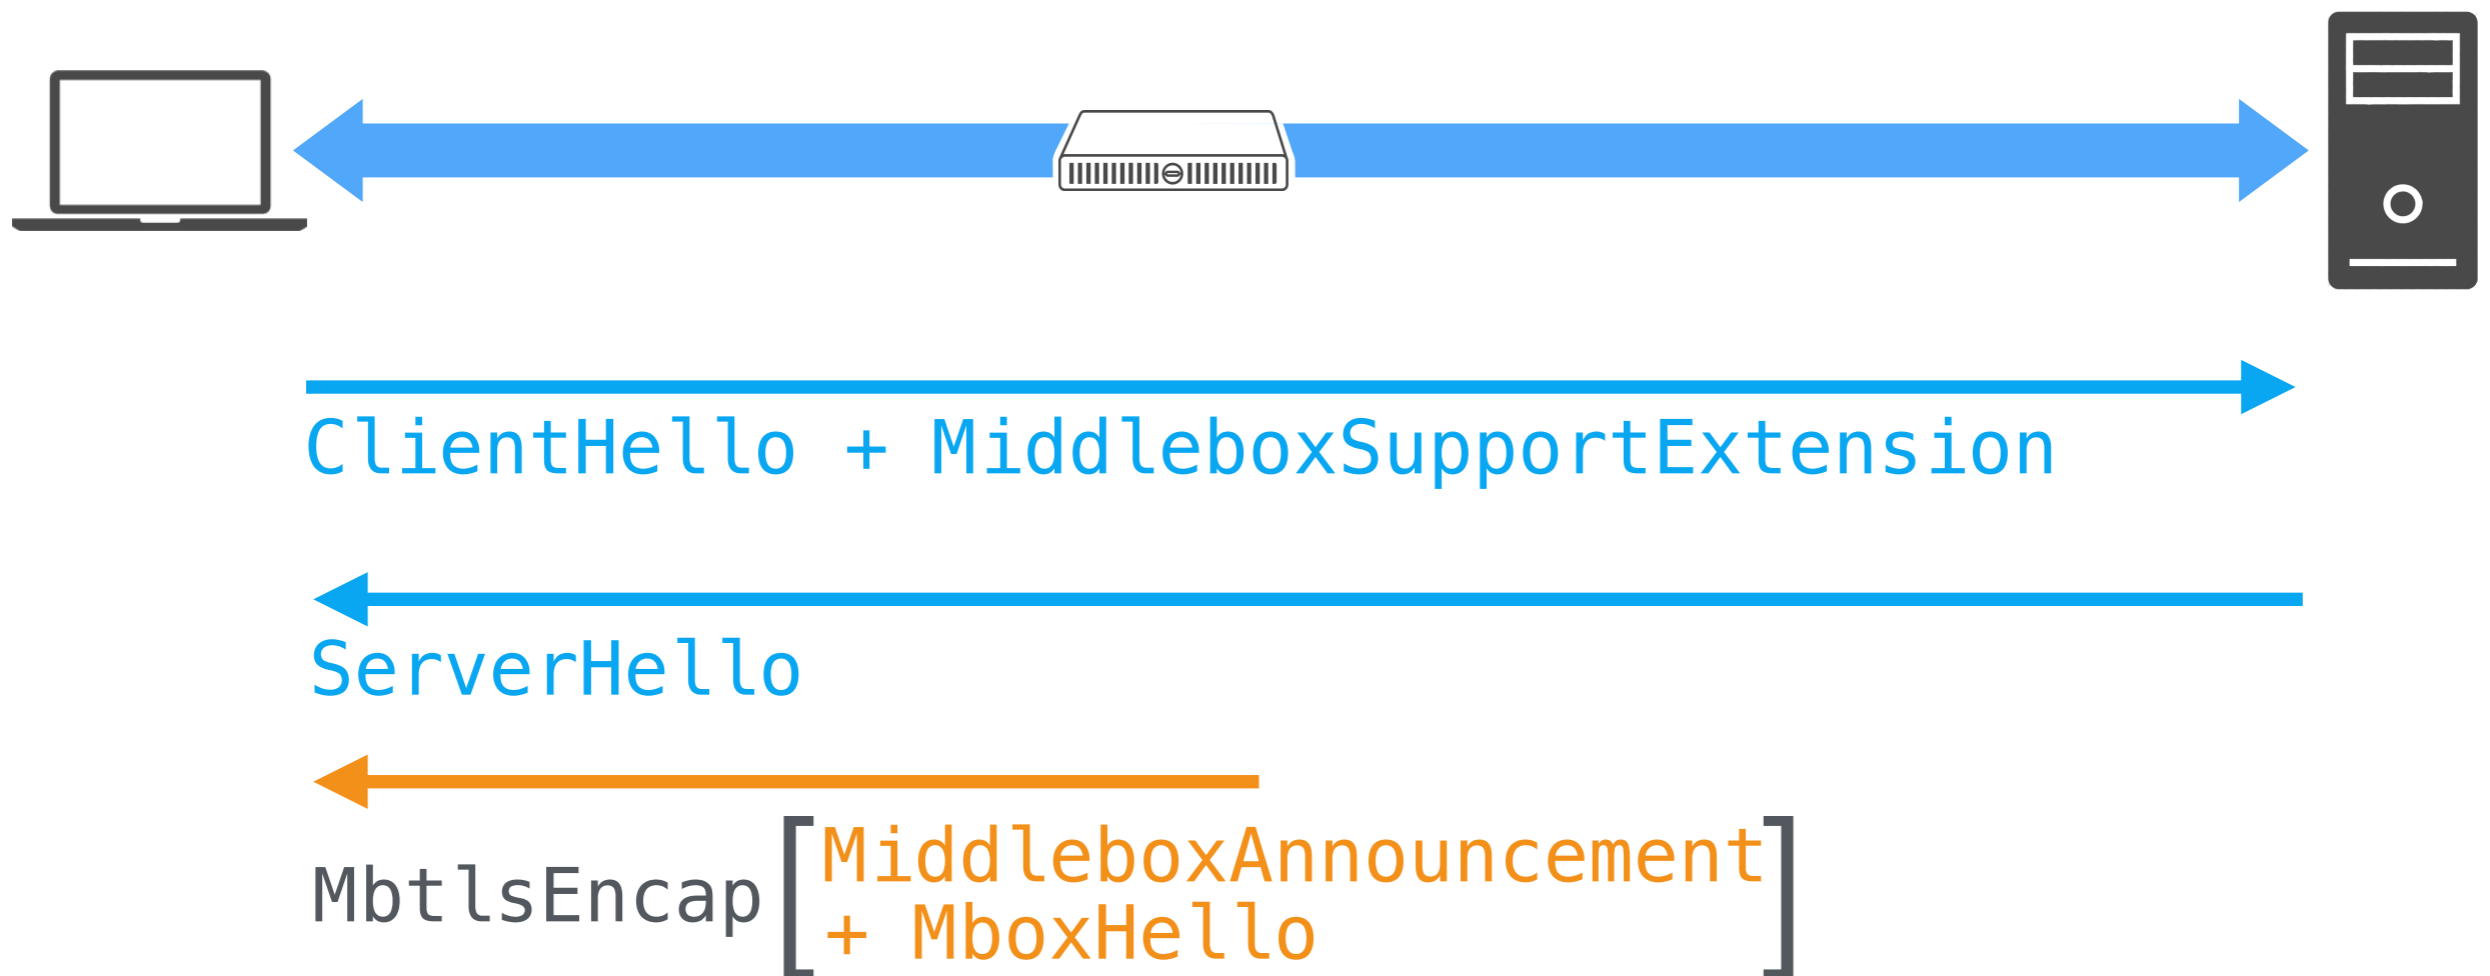 ClientHello + MiddleboxSupportExtension
ServerHello
MbtlsEncap[MiddleboxAnnouncement
+ MboxHello]